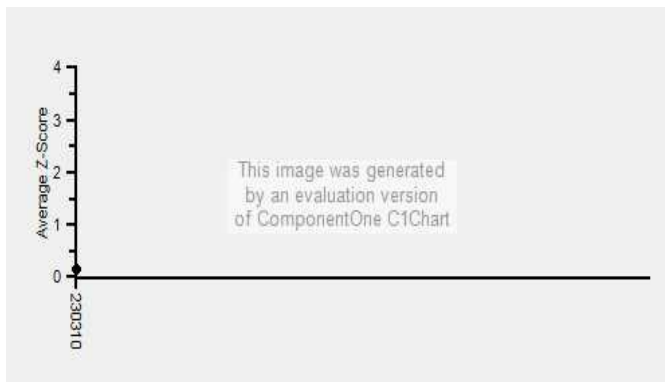 4
3
2
1
0
Average Z-Score
This image was generated
by an evaluation version
of ComponentOne C1Chart
230310